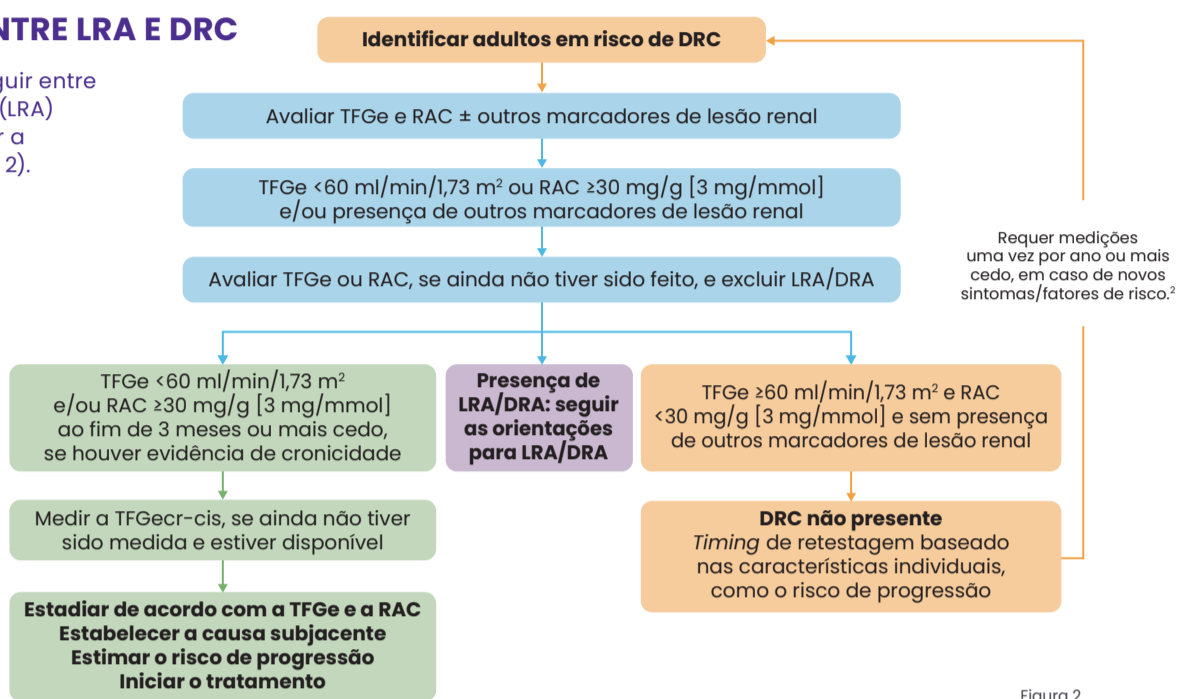 NTRE LRA E DRC
guir entre
(LRA)
r a
2).
Identificar adultos em risco de DRC
Avaliar TFGe e RAC ± outros marcadores de lesão renal
TFGe <60 ml/min/1,73 m² ou RAC ≥30 mg/g [3 mg/mmol]
e/ou presença de outros marcadores de lesão renal
Avaliar TFGe ou RAC, se ainda não tiver sido feito, e excluir LRA/DRA
Requer medições
uma vez por ano ou mais
cedo, em caso de novos
sintomas/fatores de risco.²
TFGe <60 ml/min/1,73 m²
e/ou RAC ≥30 mg/g [3 mg/mmol]
ao fim de 3 meses ou mais cedo,
se houver evidência de cronicidade
Presença de
LRA/DRA: seguir
as orientações
para LRA/DRA
TFGe ≥60 ml/min/1,73 m² e RAC
<30 mg/g [3 mg/mmol] e sem presença
de outros marcadores de lesão renal
Medir a TFGecr-cis, se ainda não tiver
sido medida e estiver disponível
DRC não presente
Timing de retestagem baseado
nas características individuais,
como o risco de progressão
Estadiar de acordo com a TFGe e a RAC
Estabelecer a causa subjacente
Estimar o risco de progressão
Iniciar o tratamento
Figura 2